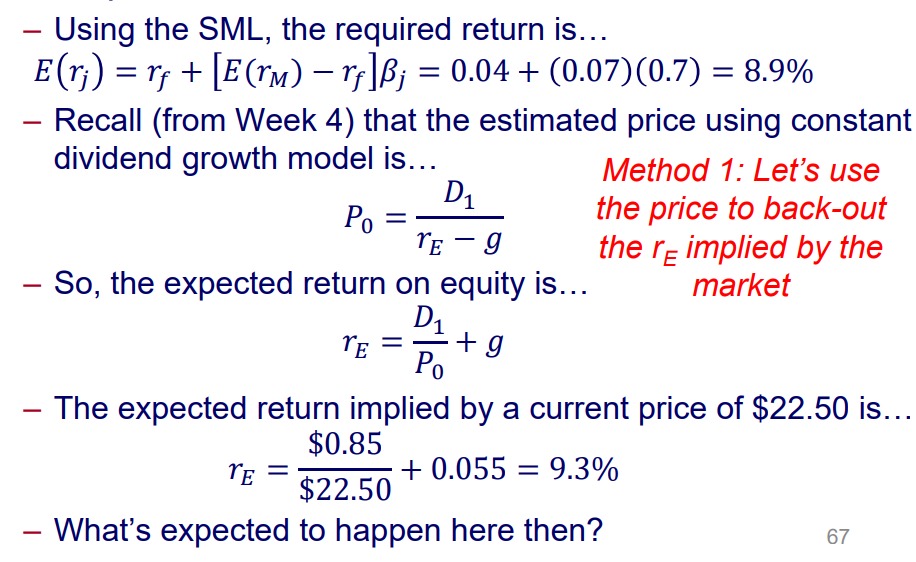 – Using the SML, the required return is…
E(r_j) = r_f + [E(r_M) − r_f]β_j = 0.04 + (0.07)(0.7) = 8.9%
– Recall (from Week 4) that the estimated price using constant
dividend growth model is…
P_0 = D_1 / (r_E − g)
Method 1: Let's use
the price to back-out
the r_E implied by the
market
– So, the expected return on equity is…
r_E = D_1 / P_0 + g
– The expected return implied by a current price of $22.50 is…
r_E = $0.85 / $22.50 + 0.055 = 9.3%
– What's expected to happen here then?
67